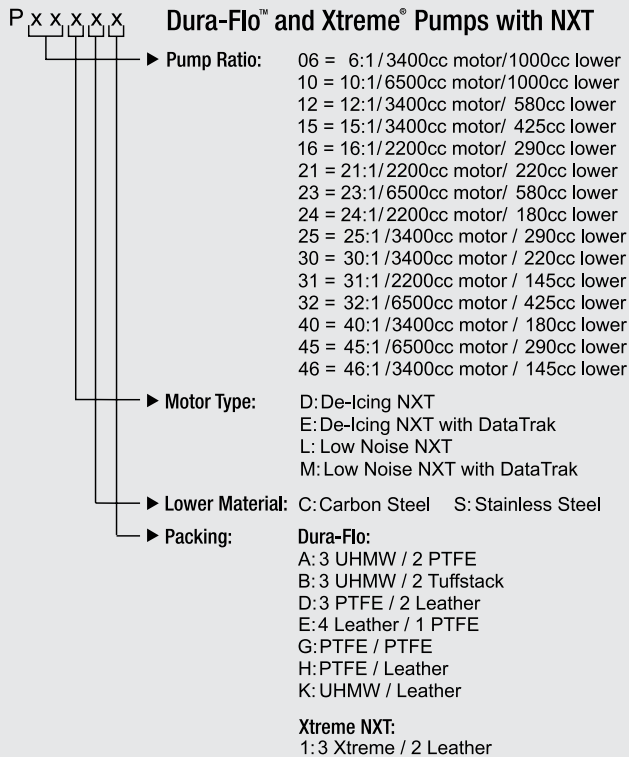 P x x x x x Dura-Flo™ and Xtreme® Pumps with NXT
Pump Ratio: 06 = 6:1/3400cc motor/1000cc lower
10 = 10:1/6500cc motor/1000cc lower
12 = 12:1/3400cc motor/ 580cc lower
15 = 15:1/3400cc motor/ 425cc lower
16 = 16:1/2200cc motor/ 290cc lower
21 = 21:1/2200cc motor/ 220cc lower
23 = 23:1/6500cc motor/ 580cc lower
24 = 24:1/2200cc motor/ 180cc lower
25 = 25:1/3400cc motor / 290cc lower
30 = 30:1/3400cc motor / 220cc lower
31 = 31:1/2200cc motor / 145cc lower
32 = 32:1/6500cc motor / 425cc lower
40 = 40:1/3400cc motor / 180cc lower
45 = 45:1/6500cc motor / 290cc lower
46 = 46:1/3400cc motor / 145cc lower
Motor Type: D:De-Icing NXT
E:De-Icing NXT with DataTrak
L: Low Noise NXT
M:Low Noise NXT with DataTrak
Lower Material: C:Carbon Steel S:Stainless Steel
Packing: Dura-Flo:
A:3 UHMW / 2 PTFE
B:3 UHMW / 2 Tuffstack
D:3 PTFE / 2 Leather
E:4 Leather / 1 PTFE
G:PTFE / PTFE
H:PTFE / Leather
K:UHMW / Leather
Xtreme NXT:
1:3 Xtreme / 2 Leather